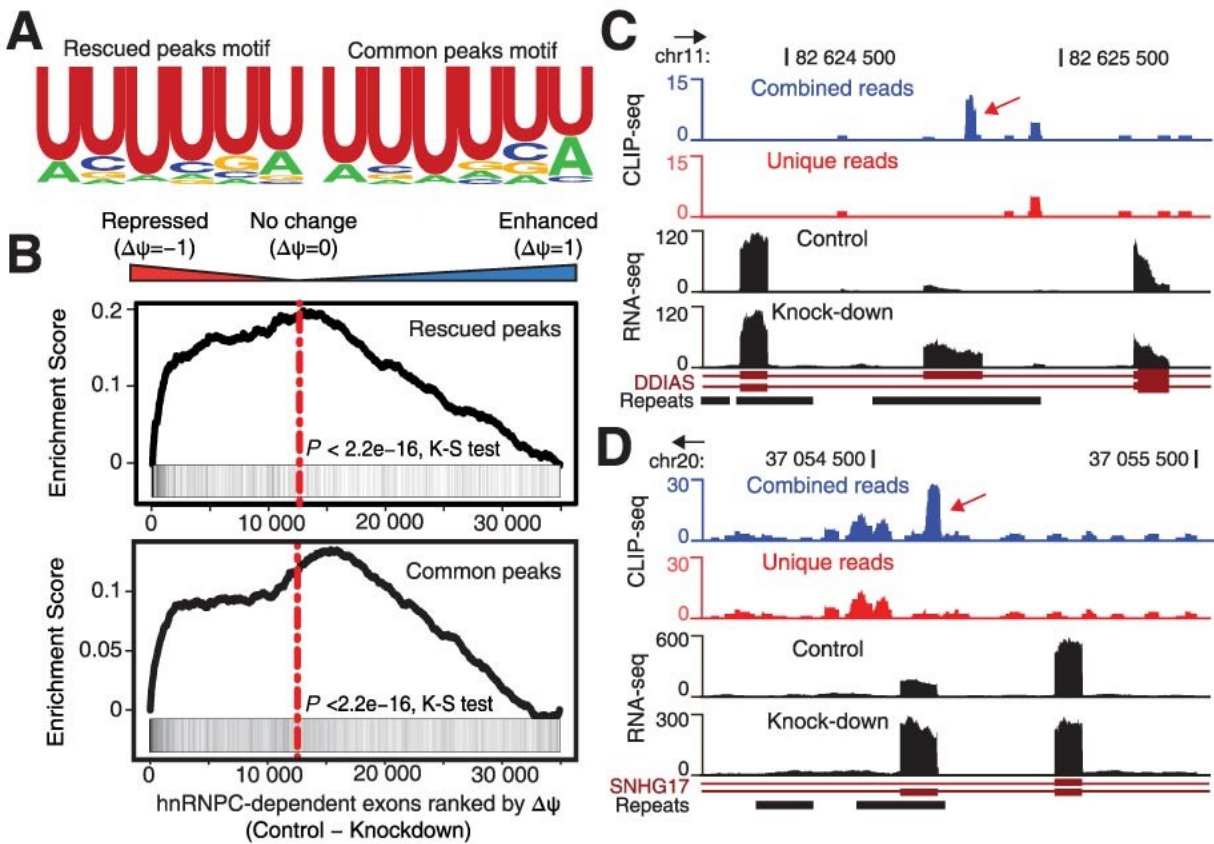 A
Rescued peaks motif
Common peaks motif
UUUUUU
UUUUUU
B
Repressed
(Δψ=−1)
No change
(Δψ=0)
Enhanced
(Δψ=1)
Enrichment Score
0.2
0.1
0
Rescued peaks
P < 2.2e−16, K-S test
0
10 000
20 000
30 000
Enrichment Score
0.1
0.05
0
Common peaks
P <2.2e−16, K-S test
0
10 000
20 000
30 000
hnRNPC-dependent exons ranked by Δψ
(Control − Knockdown)
C
chr11:
82 624 500
82 625 500
CLIP-seq
15
0
Combined reads
15
0
Unique reads
RNA-seq
120
0
Control
120
0
Knock-down
DDIAS
Repeats
D
chr20:
37 054 500
37 055 500
CLIP-seq
30
0
Combined reads
30
0
Unique reads
RNA-seq
600
0
Control
300
0
Knock-down
SNHG17
Repeats